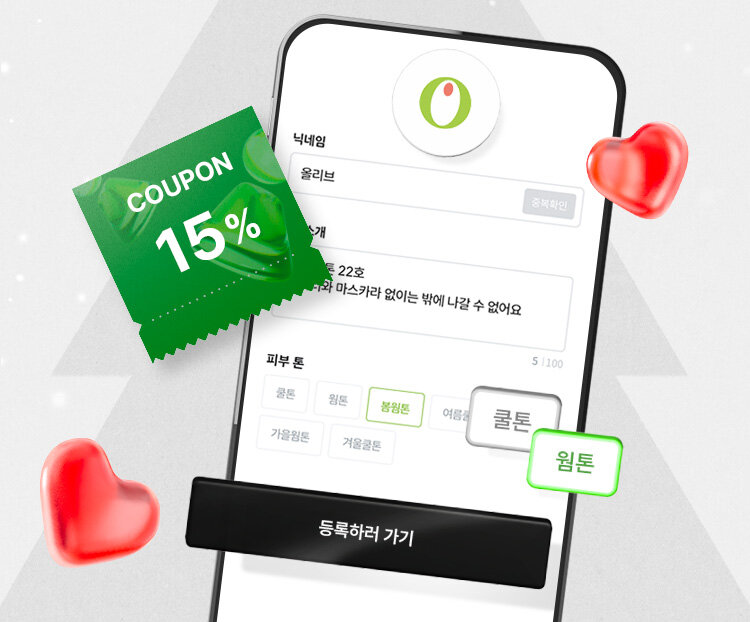 닉네임
올리브
중복확인
COUPON
15%
소개
톤 22호
와 마스카라 없이는 밖에 나갈 수 없어요
5 | 100
피부 톤
쿨톤
웜톤
봄웜톤
여름쿨
쿨톤
가을웜톤
겨울쿨톤
웜톤
등록하러 가기